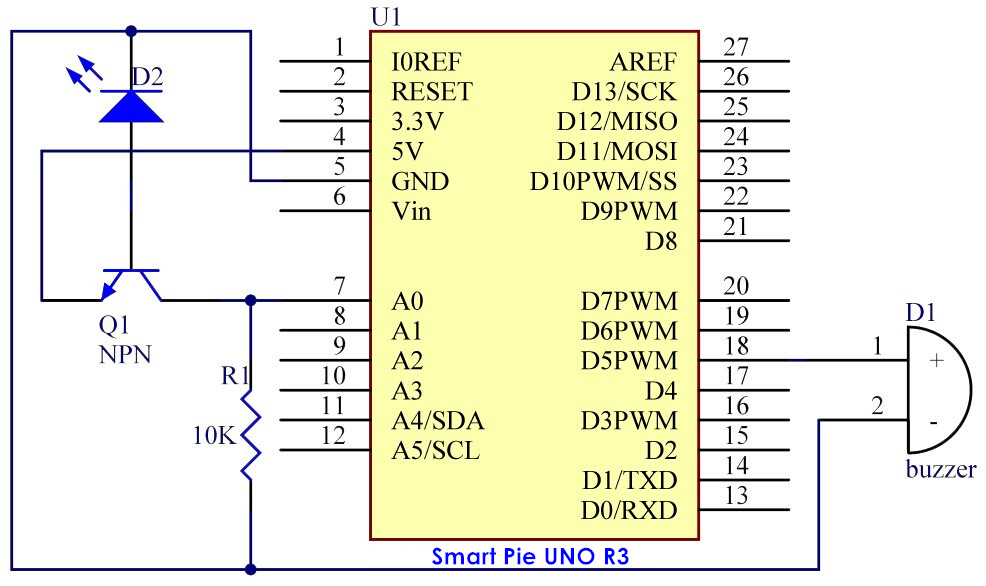 U1
1 I0REF AREF 27
2 RESET D13/SCK 26
D2
3 3.3V D12/MISO 25
4 5V D11/MOSI 24
5 GND D10PWM/SS 23
6 Vin D9PWM 22
D8 21
7 A0 D7PWM 20
Q1
NPN
8 A1 D6PWM 19
D1
9 A2 D5PWM 18 1 +
R1
10 A3 D4 17
11 A4/SDA D3PWM 16 2 -
10K
12 A5/SCL D2 15
buzzer
D1/TXD 14
D0/RXD 13
Smart Pie UNO R3